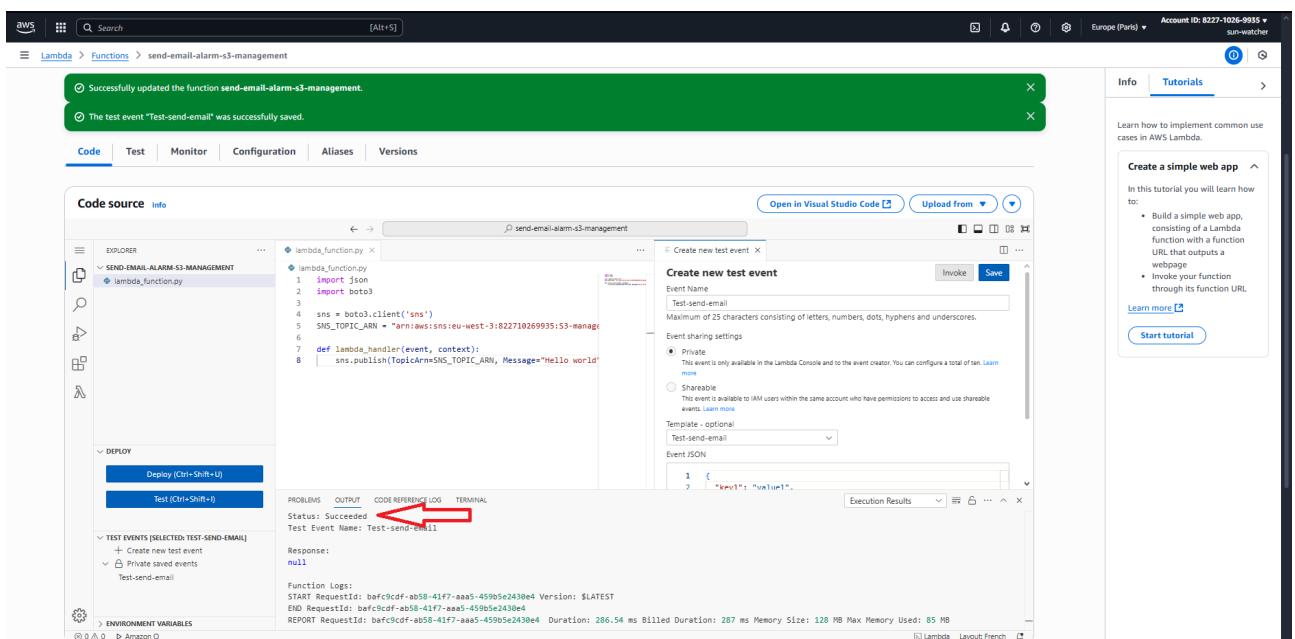 aws
Search [Alt+S]
Europe (Paris)
Account ID: 8227-1026-9935
sun-watcher
Lambda > Functions > send-email-alarm-s3-management
Successfully updated the function send-email-alarm-s3-management.
The test event "Test-send-email" was successfully saved.
Code Test Monitor Configuration Aliases Versions
Code source Info
Open in Visual Studio Code
Upload from
send-email-alarm-s3-management
EXPLORER
SEND-EMAIL-ALARM-S3-MANAGEMENT
lambda_function.py
DEPLOY
Deploy (Ctrl+Shift+U)
Test (Ctrl+Shift+I)
TEST EVENTS [SELECTED: TEST-SEND-EMAIL]
Create new test event
Private saved events
Test-send-email
ENVIRONMENT VARIABLES
lambda_function.py
lambda_function.py
1 import json
2 import boto3
3
4 sns = boto3.client('sns')
5 SNS_TOPIC_ARN = "arn:aws:sns:eu-west-3:822710269935:S3-manage
6
7 def lambda_handler(event, context):
8 sns.publish(TopicArn=SNS_TOPIC_ARN, Message="Hello world"
Create new test event
Create new test event
Invoke Save
Event Name
Test-send-email
Maximum of 25 characters consisting of letters, numbers, dots, hyphens and underscores.
Event sharing settings
Private
This event is only available in the Lambda Console and to the event creator. You can configure a total of ten. Learn
more
Shareable
This event is available to IAM users within the same account who have permissions to access and use shareable
events. Learn more
Template - optional
Test-send-email
Event JSON
1 {
2 "key1": "value1",
PROBLEMS OUTPUT CODE REFERENCE LOG TERMINAL
Execution Results
Status: Succeeded
Test Event Name: Test-send-email
Response:
null
Function Logs:
START RequestId: bafc9cdf-ab58-41f7-aaa5-459b5e2430e4 Version: $LATEST
END RequestId: bafc9cdf-ab58-41f7-aaa5-459b5e2430e4
REPORT RequestId: bafc9cdf-ab58-41f7-aaa5-459b5e2430e4 Duration: 286.54 ms Billed Duration: 287 ms Memory Size: 128 MB Max Memory Used: 85 MB
0 0 Amazon Q
Lambda Layout: French
Info Tutorials
Learn how to implement common use
cases in AWS Lambda.
Create a simple web app
In this tutorial you will learn how
to:
Build a simple web app,
consisting of a Lambda
function with a function
URL that outputs a
webpage
Invoke your function
through its function URL
Learn more
Start tutorial